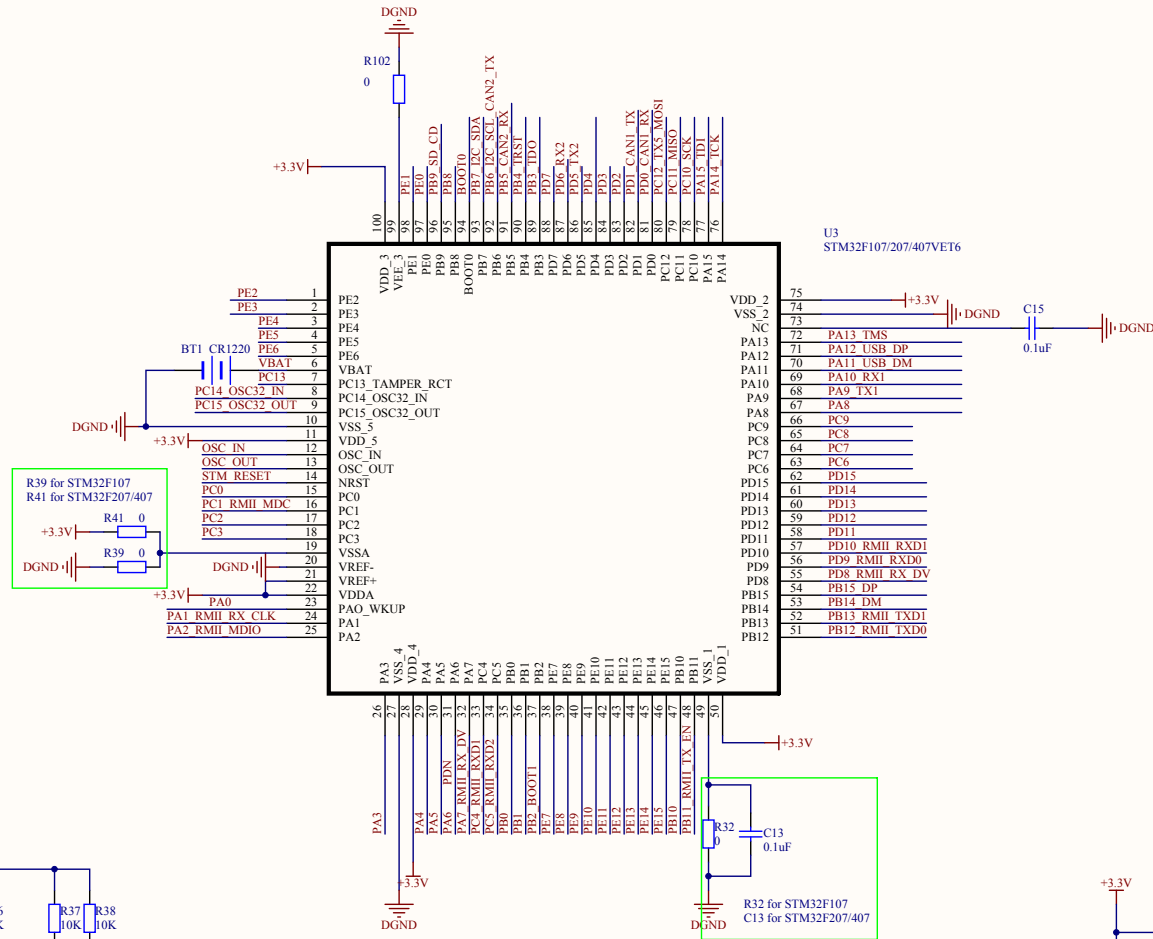 DGND
R102
0
+3.3V
PE1
PE0
PB9_SD_CD
PB8
BOOT0
PB7_I2C_SDA
PB6_I2C_SCL_CAN2_TX
PB5_CAN2_RX
PB4_TRST
PB3_TDO
PD7
PD6_RX2
PD5_TX2
PD4
PD3
PD2
PD1_CAN1_TX
PD0_CAN1_RX
PC12_TX5_MOSI
PC11_MISO
PC10_SCK
PA15_TDI
PA14_TCK
100 99 98 97 96 95 94 93 92 91 90 89 88 87 86 85 84 83 82 81 80 79 78 77 76
VDD_3 VEE_3 PE1 PE0 PB9 PB8 BOOT0 PB7 PB6 PB5 PB4 PB3 PD7 PD6 PD5 PD4 PD3 PD2 PD1 PD0 PC12 PC11 PC10 PA15 PA14
U3
STM32F107/207/407VET6
PE2 1 PE2
PE3 2 PE3
PE4 3 PE4
PE5 4 PE5
PE6 5 PE6
BT1 CR1220
VBAT 6 VBAT
PC13 7 PC13_TAMPER_RCT
PC14_OSC32_IN 8 PC14_OSC32_IN
PC15_OSC32_OUT 9 PC15_OSC32_OUT
DGND 10 VSS_5
+3.3V 11 VDD_5
OSC_IN 12 OSC_IN
OSC_OUT 13 OSC_OUT
STM_RESET 14 NRST
PC0 15 PC0
PC1_RMII_MDC 16 PC1
PC2 17 PC2
PC3 18 PC3
19 VSSA
DGND 20 VREF-
21 VREF+
+3.3V 22 VDDA
PA0 23 PAO_WKUP
PA1_RMII_RX_CLK 24 PA1
PA2_RMII_MDIO 25 PA2
R39 for STM32F107
R41 for STM32F207/407
+3.3V R41 0
DGND R39 0
VDD_2 75 +3.3V
VSS_2 74 DGND
NC 73
C15
0.1uF
DGND
PA13 72 PA13_TMS
PA12 71 PA12_USB_DP
PA11 70 PA11_USB_DM
PA10 69 PA10_RX1
PA9 68 PA9_TX1
PA8 67 PA8
PC9 66 PC9
PC8 65 PC8
PC7 64 PC7
PC6 63 PC6
PD15 62 PD15
PD14 61 PD14
PD13 60 PD13
PD12 59 PD12
PD11 58 PD11
PD10 57 PD10_RMII_RXD1
PD9 56 PD9_RMII_RXD0
PD8 55 PD8_RMII_RX_DV
PB15 54 PB15_DP
PB14 53 PB14_DM
PB13 52 PB13_RMII_TXD1
PB12 51 PB12_RMII_TXD0
PA3 VSS_4 VDD_4 PA4 PA5 PA6 PA7 PC4 PC5 PB0 PB1 PB2 PE7 PE8 PE9 PE10 PE11 PE12 PE13 PE14 PE15 PB10 PB11 VSS_1 VDD_1
26 27 28 29 30 31 32 33 34 35 36 37 38 39 40 41 42 43 44 45 46 47 48 49 50
PA3
PA4
PA5
PA6 PDN
PA7_RMII_RX_DV
PC4_RMII_RXD1
PC5_RMII_RXD2
PB0
PB1
PB2_BOOT1
PE7
PE8
PE9
PE10
PE11
PE12
PE13
PE14
PE15
PB10
PB11_RMII_TX_EN
+3.3V
R32
0
C13
0.1uF
DGND
R32 for STM32F107
C13 for STM32F207/407
+3.3V
DGND
R37
10K
R38
10K
+3.3V